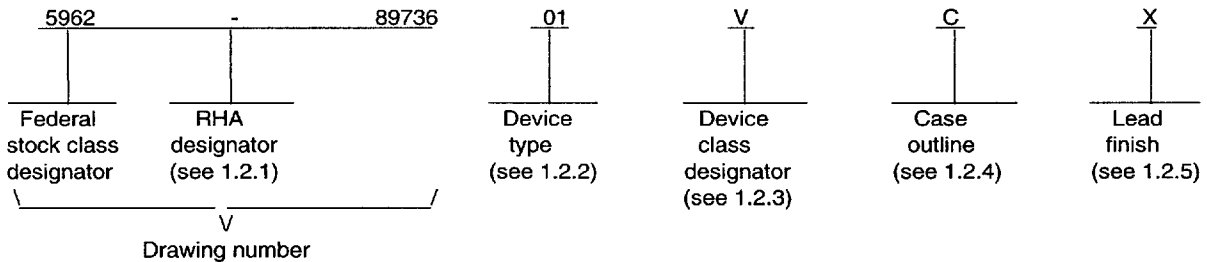 5962 - 89736 01 V C X
Federal stock class designator
RHA designator (see 1.2.1)
Device type (see 1.2.2)
Device class designator (see 1.2.3)
Case outline (see 1.2.4)
Lead finish (see 1.2.5)
\ / V
Drawing number